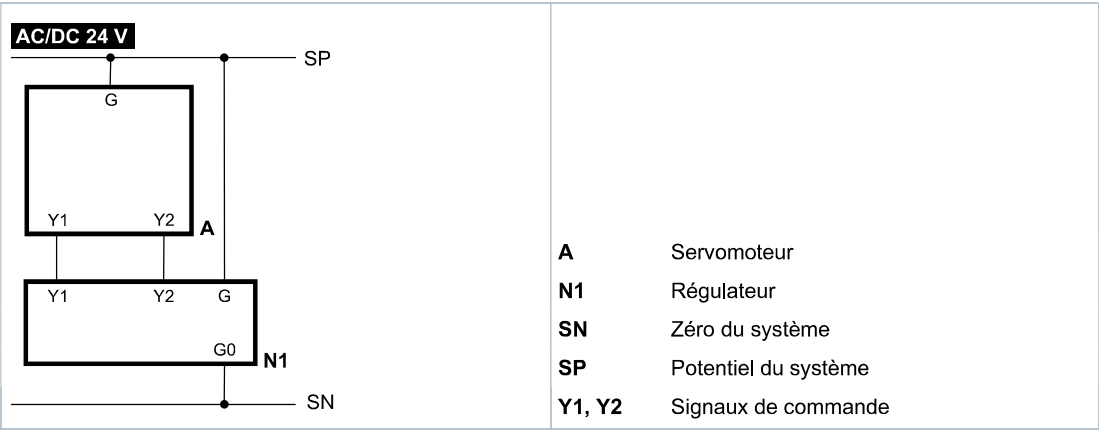 AC/DC 24 V
SP
G
Y1 Y2
A
Y1 Y2 G
G0
N1
SN
A Servomoteur
N1 Régulateur
SN Zéro du système
SP Potentiel du système
Y1, Y2 Signaux de commande